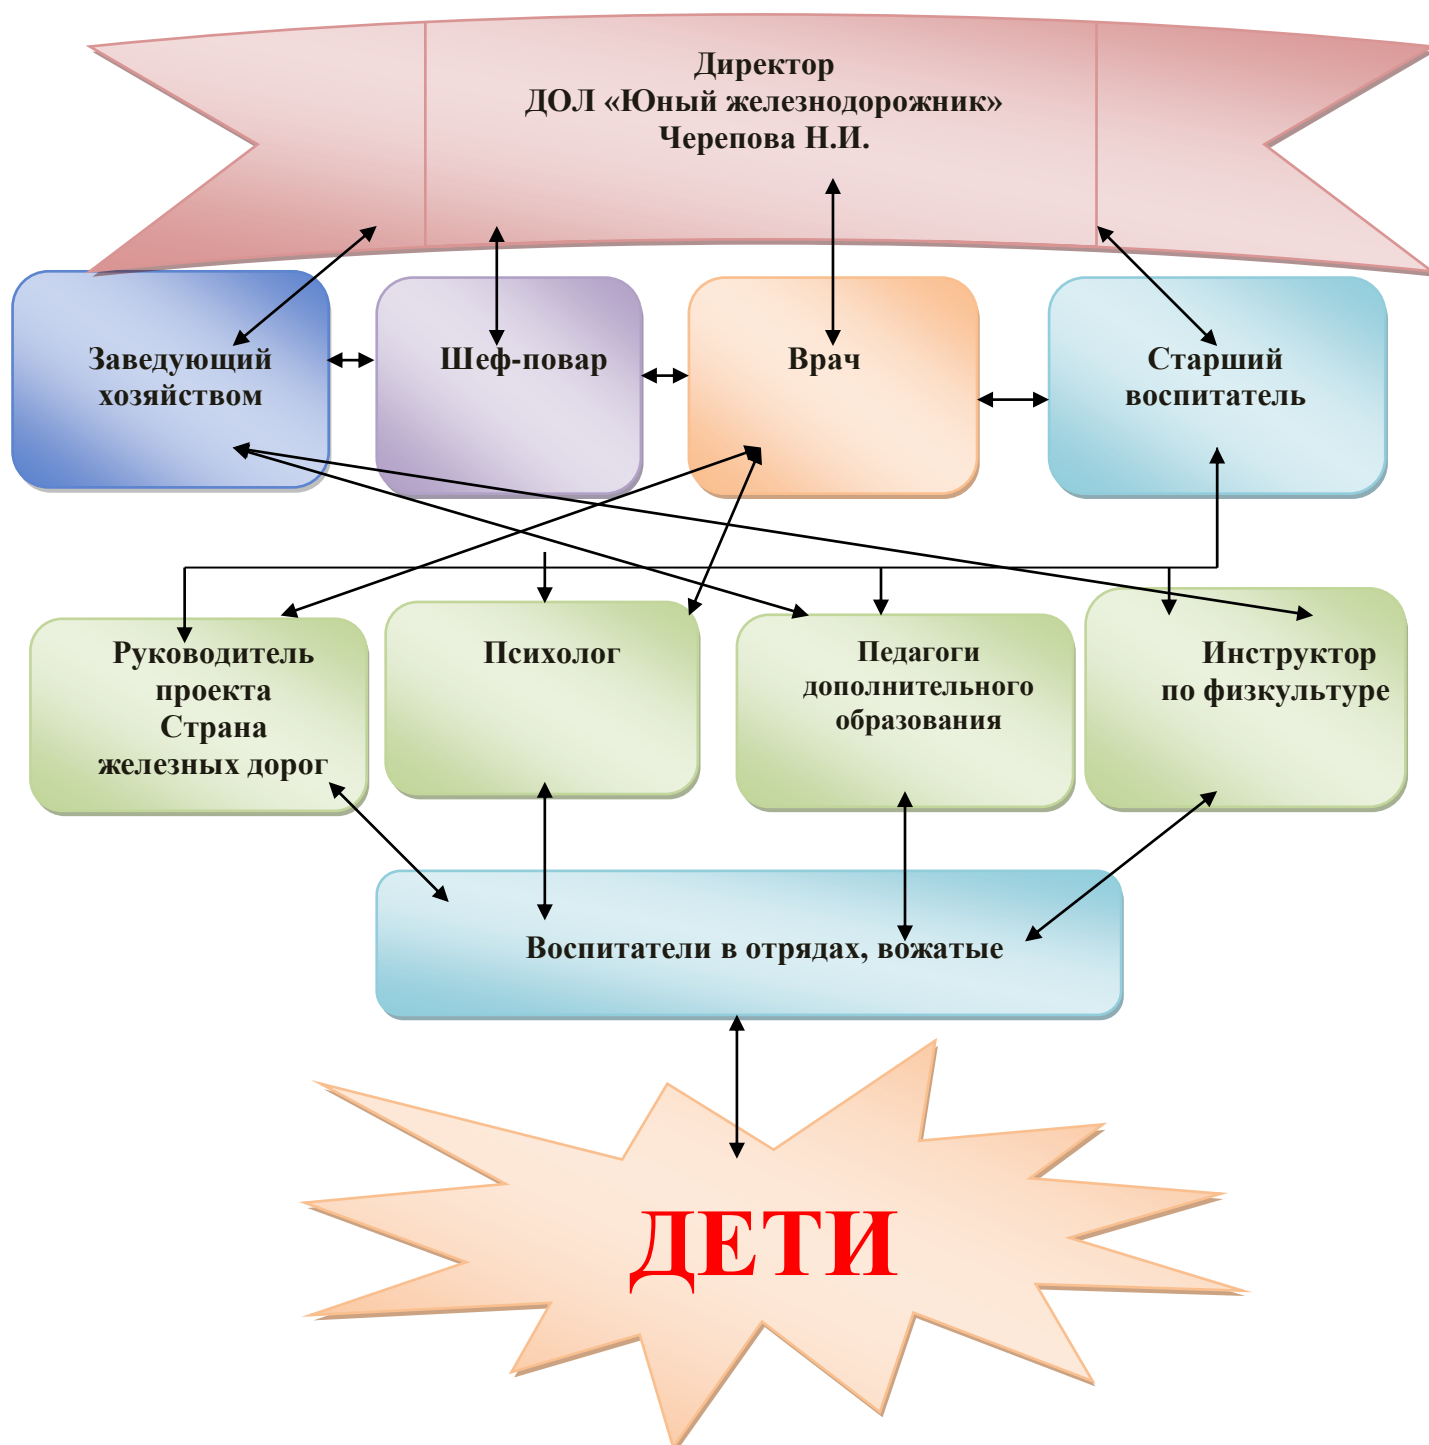 Директор
ДОЛ «Юный железнодорожник»
Черепова Н.И.
Заведующий
хозяйством
Шеф-повар
Врач
Старший
воспитатель
Руководитель
проекта
Страна
железных дорог
Психолог
Педагоги
дополнительного
образования
Инструктор
по физкультуре
Воспитатели в отрядах, вожатые
ДЕТИ